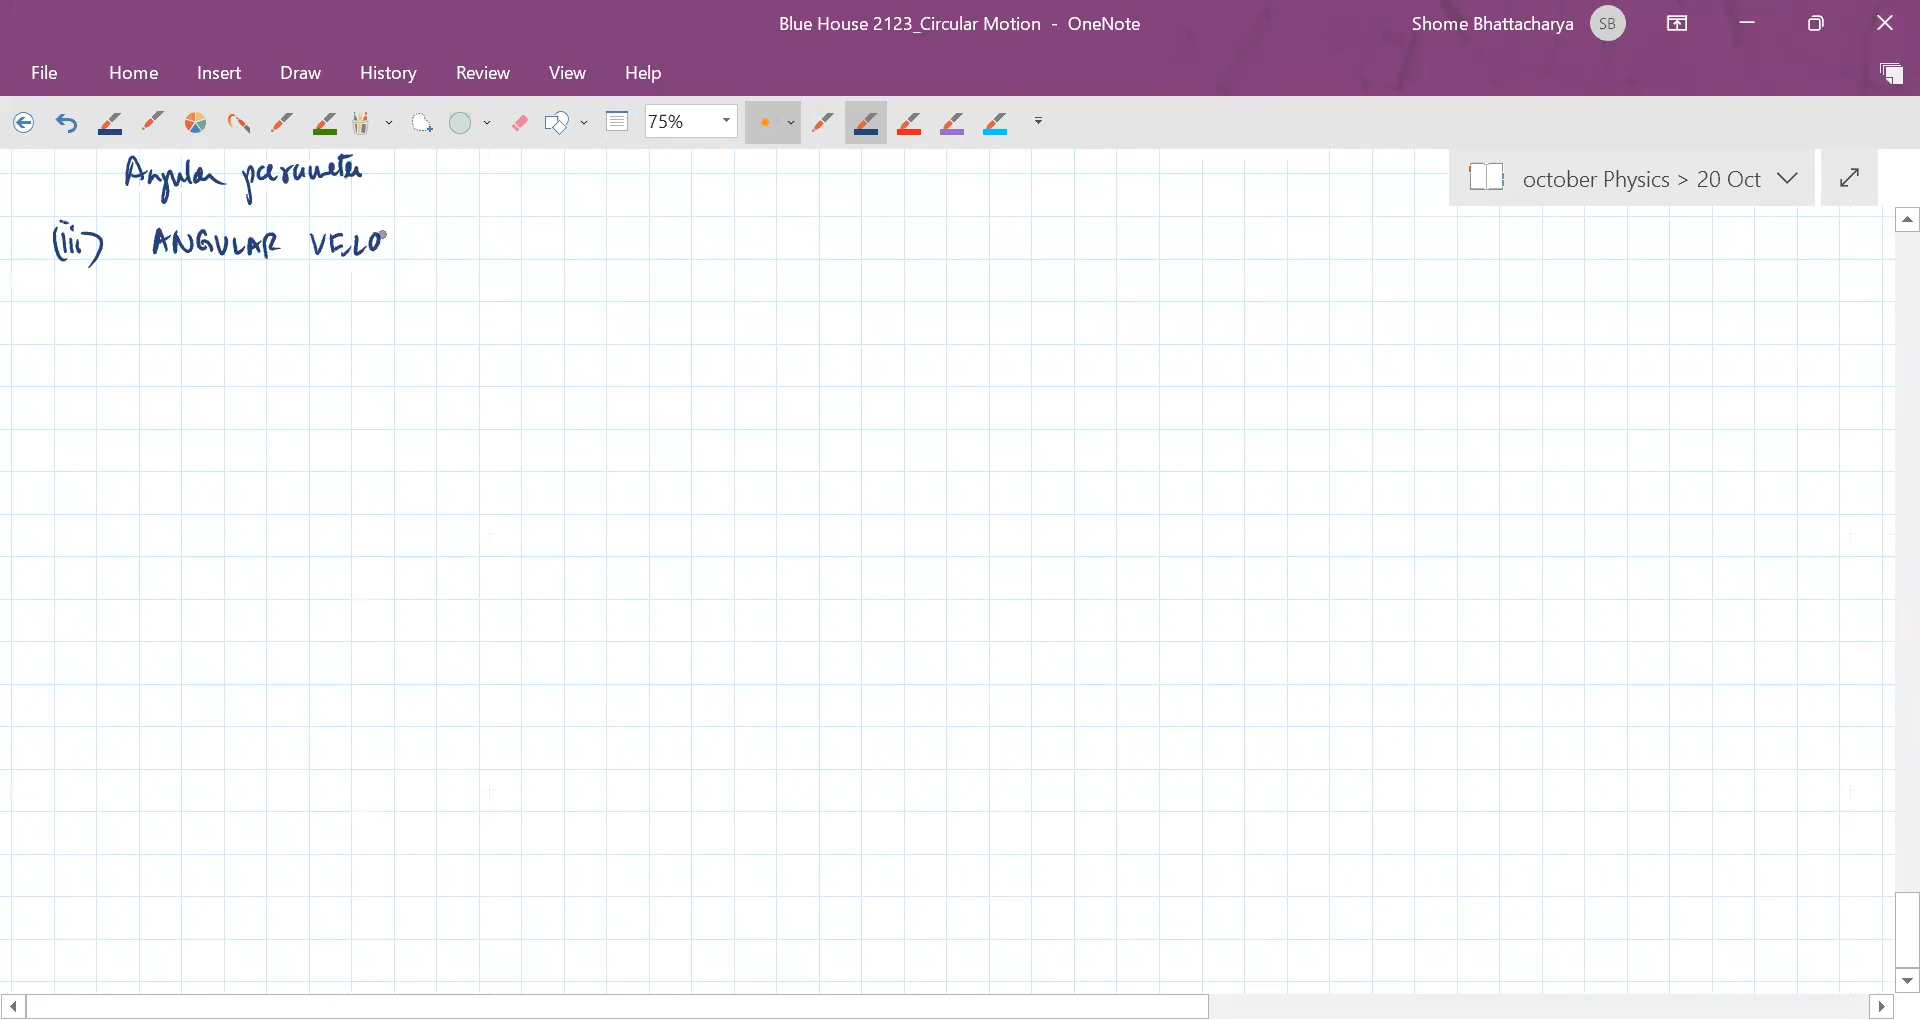 Blue House 2123_Circular Motion - OneNote
Shome Bhattacharya SB
File Home Insert Draw History Review View Help
75%
october Physics > 20 Oct
Angular parameter
(iii) ANGULAR VELO